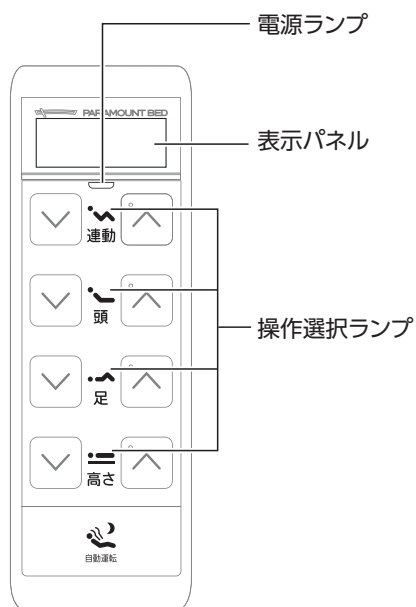 電源ランプ
PARAMOUNT BED
表示パネル
連動
頭
操作選択ランプ
足
高さ
自動運転